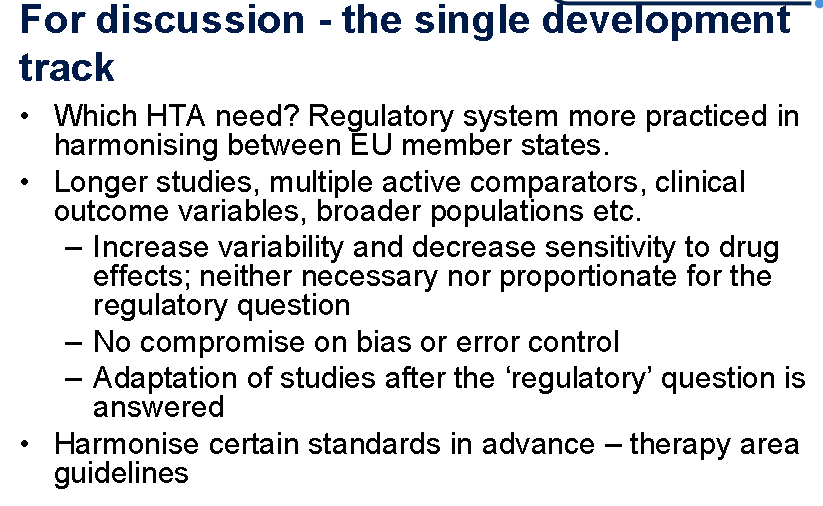 For discussion - the single development
track
• Which HTA need? Regulatory system more practiced in
harmonising between EU member states.
• Longer studies, multiple active comparators, clinical
outcome variables, broader populations etc.
– Increase variability and decrease sensitivity to drug
effects; neither necessary nor proportionate for the
regulatory question
– No compromise on bias or error control
– Adaptation of studies after the ‘regulatory’ question is
answered
• Harmonise certain standards in advance – therapy area
guidelines